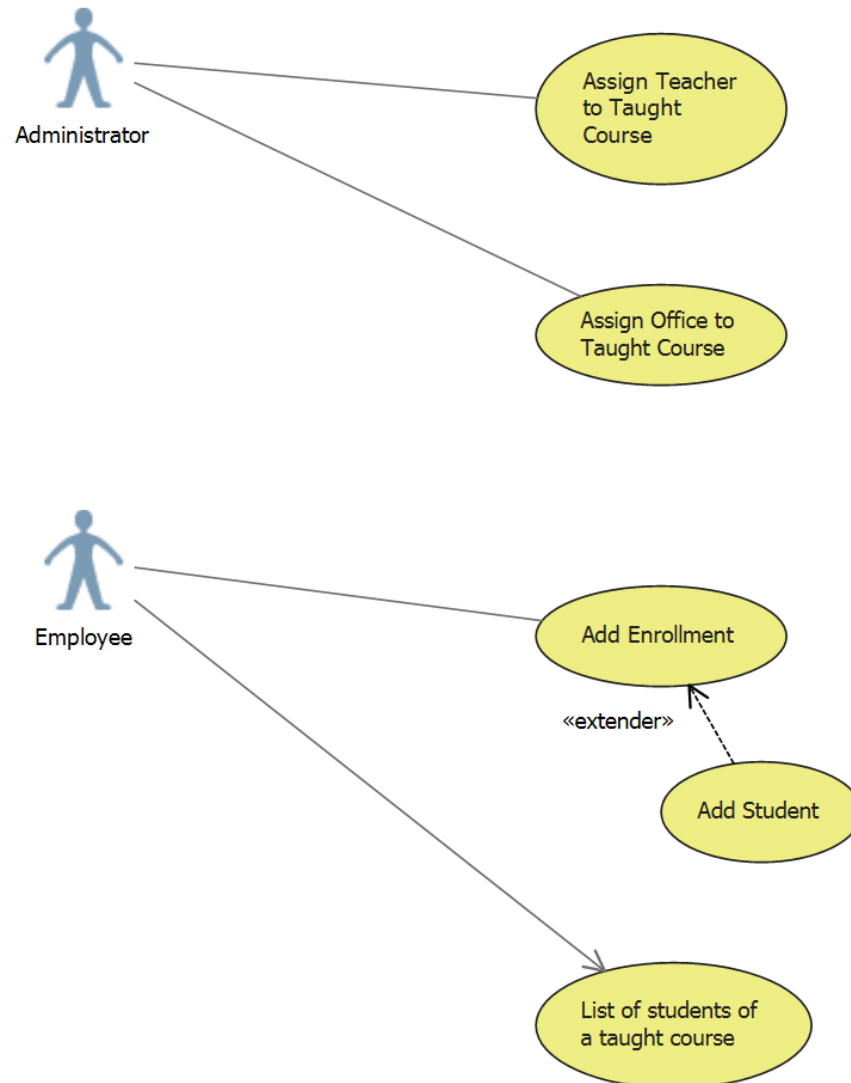 Assign Teacher
to Taught
Course
Administrator
Assign Office to
Taught Course
Employee
Add Enrollment
«extender»
Add Student
List of students of
a taught course